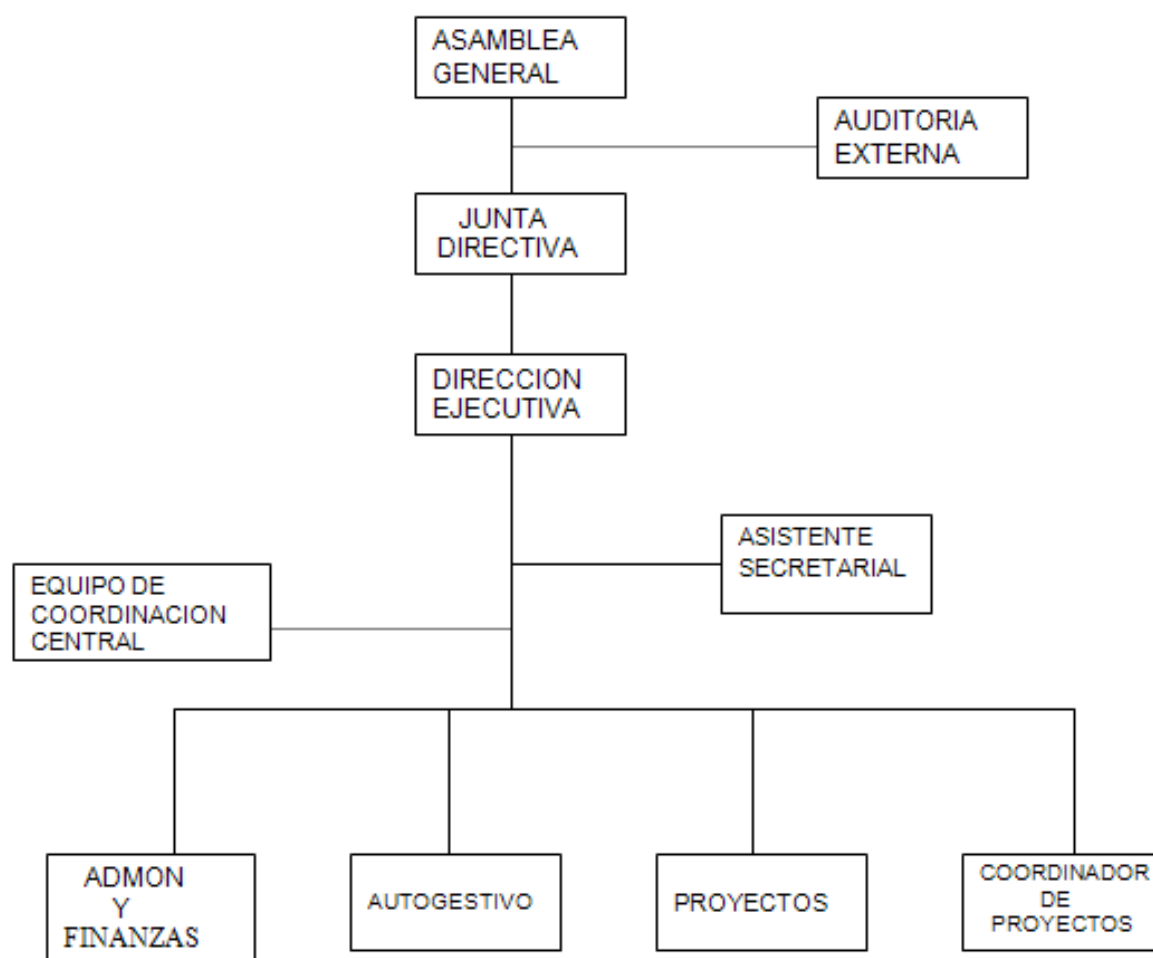 ASAMBLEA
GENERAL
AUDITORIA
EXTERNA
JUNTA
DIRECTIVA
DIRECCION
EJECUTIVA
ASISTENTE
SECRETARIAL
EQUIPO DE
COORDINACION
CENTRAL
ADMON
Y
FINANZAS
AUTOGESTIVO
PROYECTOS
COORDINADOR
DE
PROYECTOS